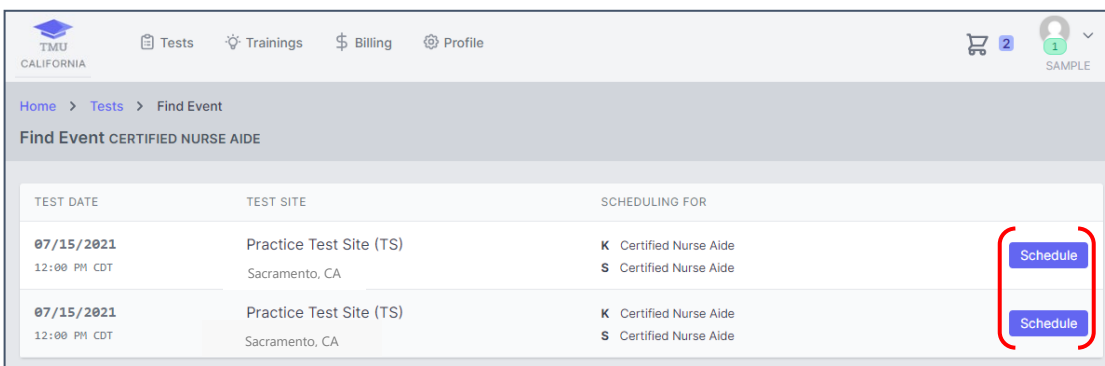 TMU
CALIFORNIA
Tests Trainings $ Billing Profile
2
1
SAMPLE
Home > Tests > Find Event
Find Event CERTIFIED NURSE AIDE
TEST DATE TEST SITE SCHEDULING FOR
07/15/2021 Practice Test Site (TS) K Certified Nurse Aide
12:00 PM CDT Sacramento, CA S Certified Nurse Aide
Schedule
07/15/2021 Practice Test Site (TS) K Certified Nurse Aide
12:00 PM CDT Sacramento, CA S Certified Nurse Aide
Schedule